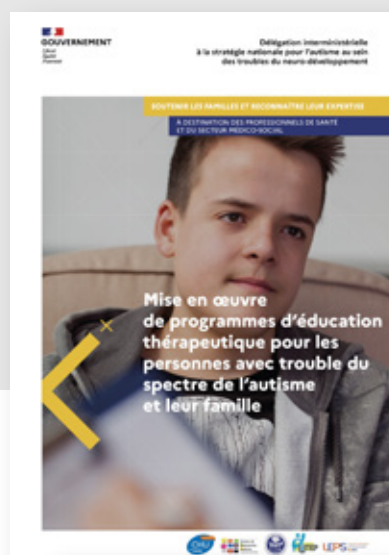 GOUVERNEMENT
Délégation interministérielle
à la stratégie nationale pour l'autisme au sein
des troubles du neuro-développement
SOUTENIR LES FAMILLES ET RECONNAÎTRE LEUR EXPERTISE
À DESTINATION DES PROFESSIONNELS DE SANTÉ
ET DU SECTEUR MÉDICO-SOCIAL
Mise en œuvre
de programmes d'éducation
thérapeutique pour les
personnes avec trouble du
spectre de l'autisme
et leur famille
CHU
LEPS